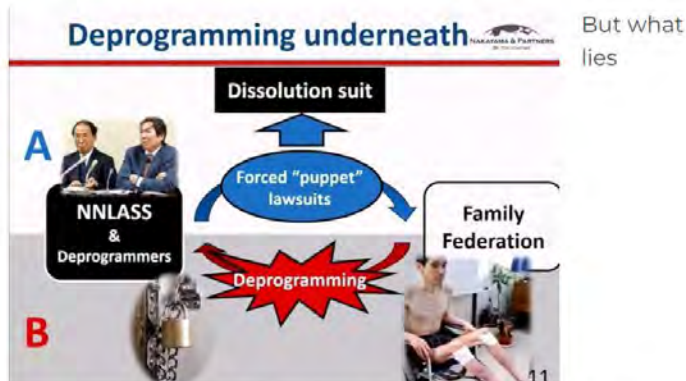 Deprogramming underneath
NAKAYAMA & PARTNERS
Dissolution suit
A
Forced "puppet"
lawsuits
NNLASS
&
Deprogrammers
Family
Federation
Deprogramming
B
11
But what
lies